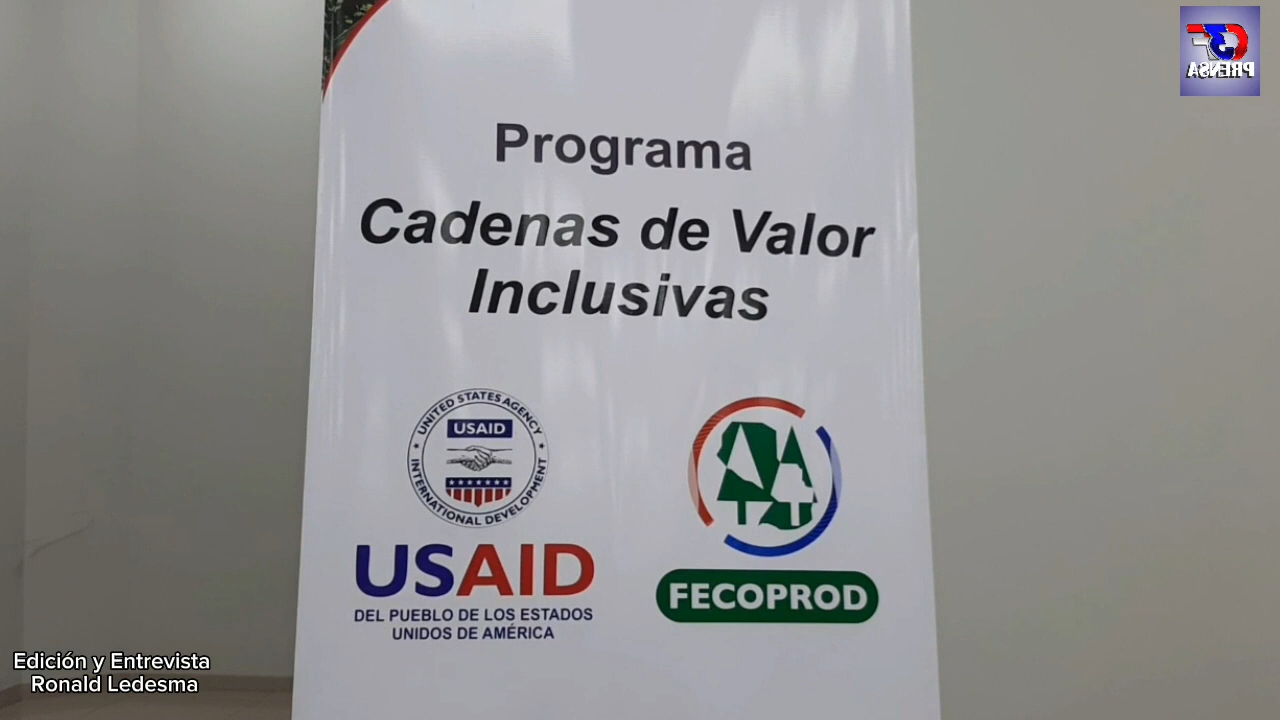 PRENSA
Programa
Cadenas de Valor
Inclusivas
UNITED STATES AGENCY
USAID
INTERNATIONAL DEVELOPMENT
USAID
DEL PUEBLO DE LOS ESTADOS
UNIDOS DE AMÉRICA
FECOPROD
Edición y Entrevista
Ronald Ledesma